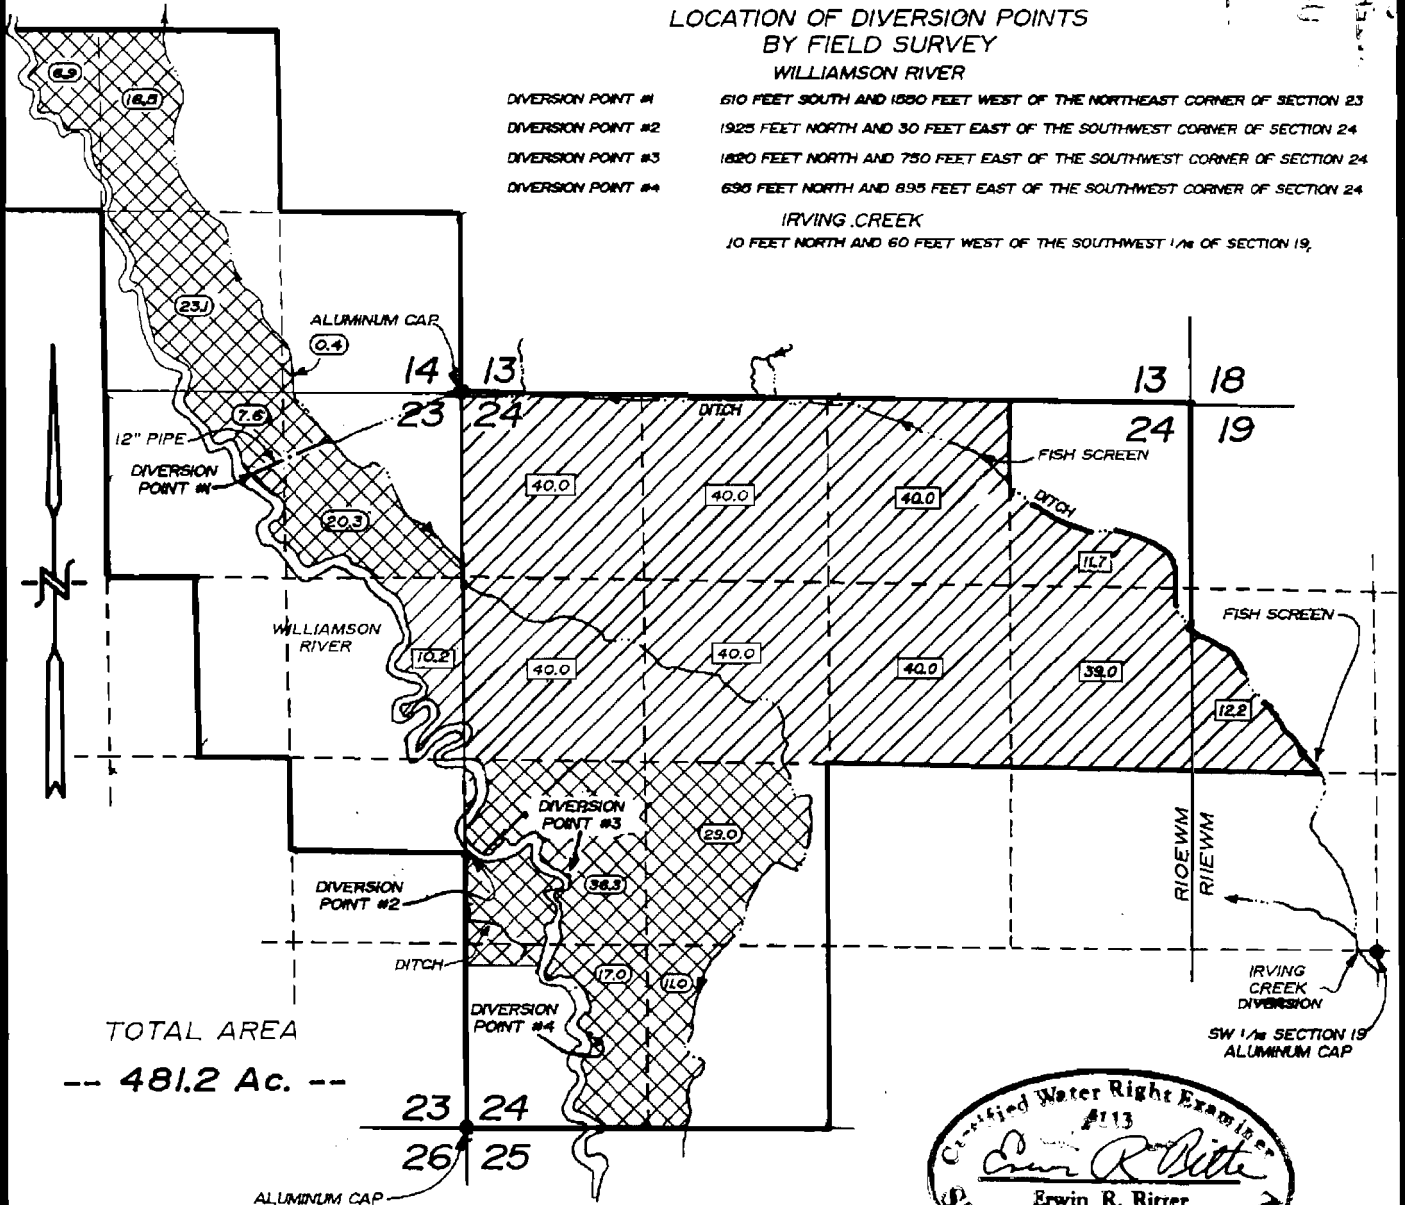 LOCATION OF DIVERSION POINTS
BY FIELD SURVEY
WILLIAMSON RIVER
DIVERSION POINT #1 610 FEET SOUTH AND 1550 FEET WEST OF THE NORTHEAST CORNER OF SECTION 23
DIVERSION POINT #2 1925 FEET NORTH AND 30 FEET EAST OF THE SOUTHWEST CORNER OF SECTION 24
DIVERSION POINT #3 1820 FEET NORTH AND 750 FEET EAST OF THE SOUTHWEST CORNER OF SECTION 24
DIVERSION POINT #4 695 FEET NORTH AND 895 FEET EAST OF THE SOUTHWEST CORNER OF SECTION 24
IRVING CREEK
10 FEET NORTH AND 60 FEET WEST OF THE SOUTHWEST 1/16 OF SECTION 19,
6.9
16.5
23.1
ALUMINUM CAP
0.4
14 13
23 24
13 18
24 19
7.6
12" PIPE
DIVERSION
POINT #1
DITCH
FISH SCREEN
40.0
40.0
40.0
DITCH
20.3
11.7
FISH SCREEN
WILLIAMSON
RIVER
10.2
40.0
40.0
40.0
39.0
12.2
DIVERSION
POINT #3
29.0
R10EWM
R11EWM
36.3
DIVERSION
POINT #2
DITCH
17.0
11.0
DIVERSION
POINT #4
IRVING
CREEK
DIVERSION
SW 1/16 SECTION 19
ALUMINUM CAP
TOTAL AREA
-- 481.2 Ac. --
23 24
26 25
ALUMINUM CAP
Certified Water Right Examiner
#113
Erwin R. Ritter